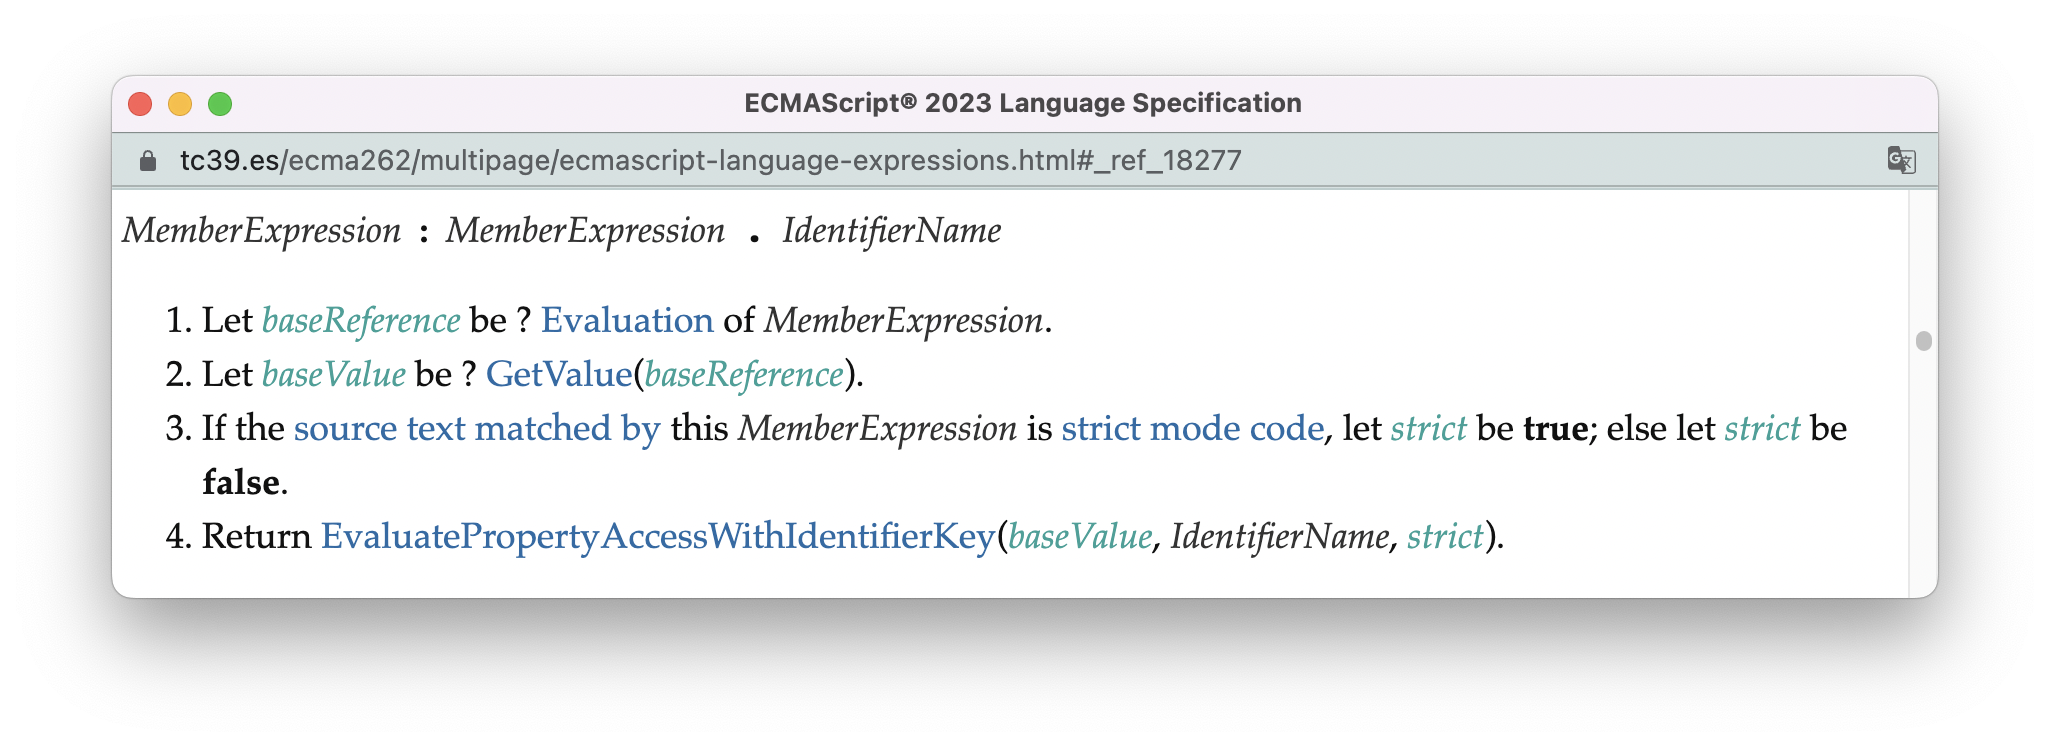 ECMAScript® 2023 Language Specification
tc39.es/ecma262/multipage/ecmascript-language-expressions.html#_ref_18277
MemberExpression : MemberExpression . IdentifierName
1. Let baseReference be ? Evaluation of MemberExpression.
2. Let baseValue be ? GetValue(baseReference).
3. If the source text matched by this MemberExpression is strict mode code, let strict be true; else let strict be
false.
4. Return EvaluatePropertyAccessWithIdentifierKey(baseValue, IdentifierName, strict).